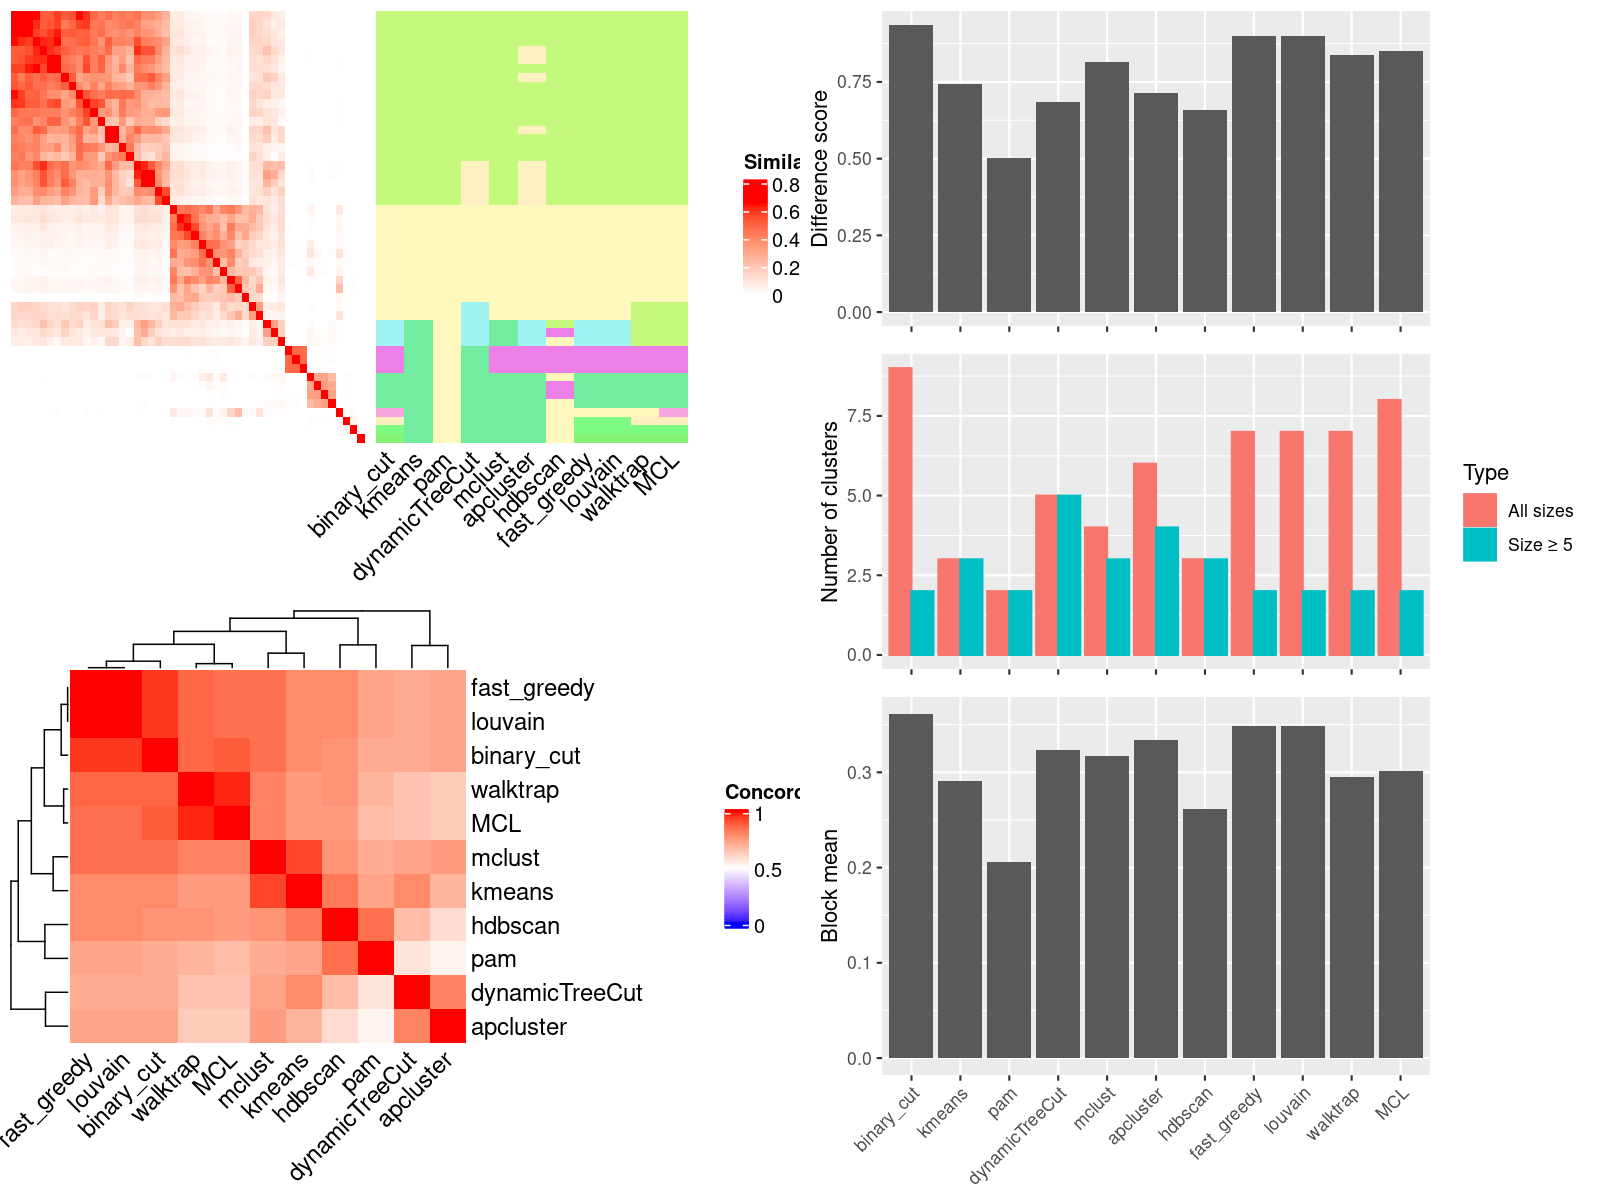 Simila
0.8
0.6
0.4
0.2
0
binary_cut
kmeans
pam
dynamicTreeCut
mclust
apcluster
hdbscan
fast_greedy
louvain
walktrap
MCL
Difference score
0.75
0.50
0.25
0.00
Number of clusters
7.5
5.0
2.5
0.0
Type
All sizes
Size ≥ 5
fast_greedy
louvain
binary_cut
walktrap
MCL
mclust
kmeans
hdbscan
pam
dynamicTreeCut
apcluster
fast_greedy
louvain
binary_cut
walktrap
MCL
mclust
kmeans
hdbscan
pam
dynamicTreeCut
apcluster
Concord
1
0.5
0
Block mean
0.3
0.2
0.1
0.0
binary_cut
kmeans
pam
dynamicTreeCut
mclust
apcluster
hdbscan
fast_greedy
louvain
walktrap
MCL